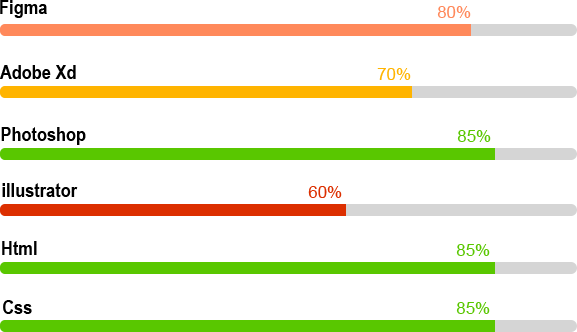 Figma
80%
Adobe Xd
70%
Photoshop
85%
illustrator
60%
Html
85%
Css
85%